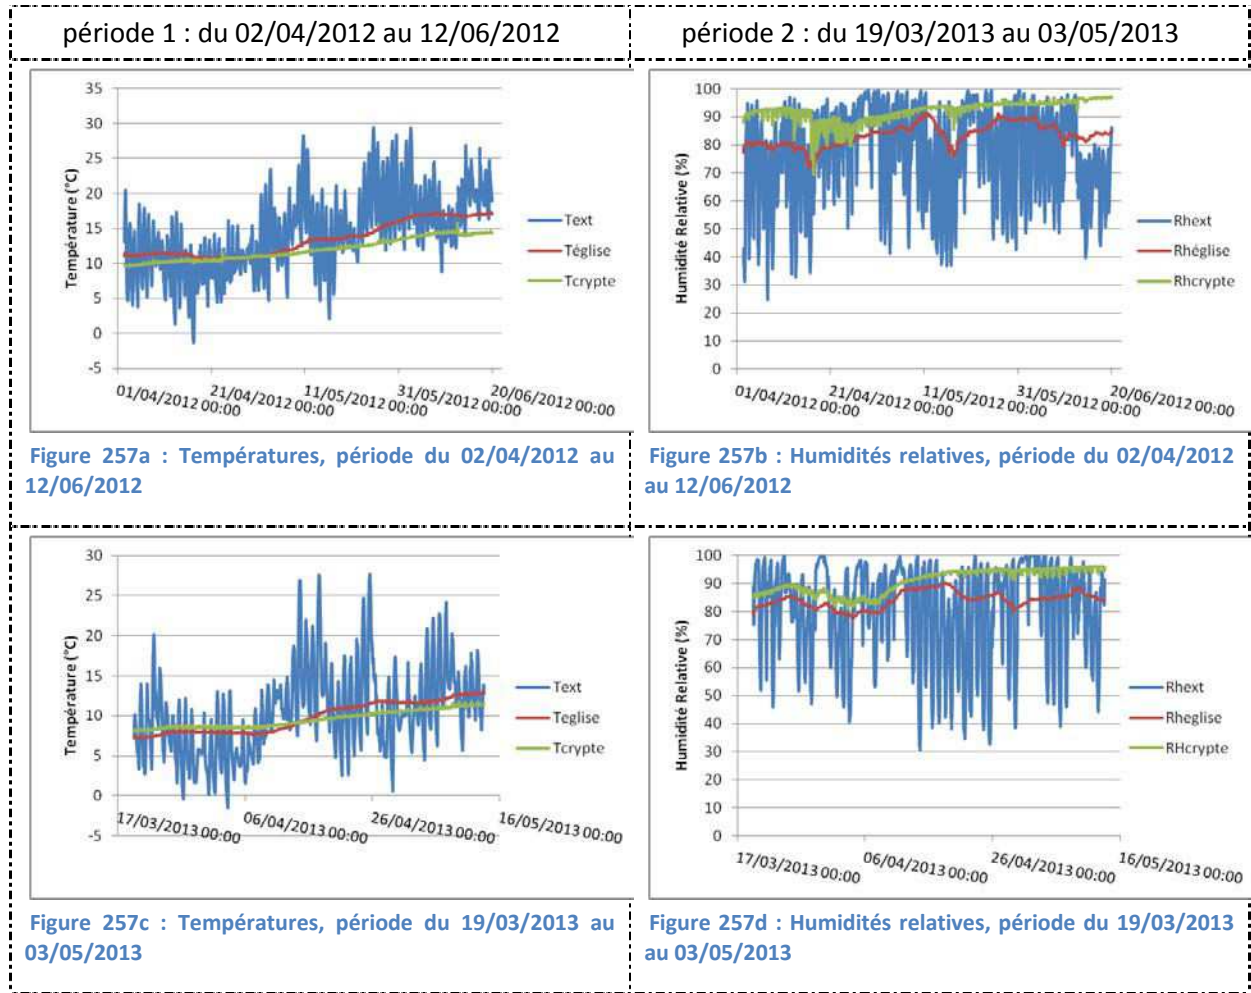 période 1 : du 02/04/2012 au 12/06/2012
période 2 : du 19/03/2013 au 03/05/2013
35
30
25
20
15
10
5
0
-5
Température (°C)
01/04/2012 00:00
21/04/2012 00:00
11/05/2012 00:00
31/05/2012 00:00
20/06/2012 00:00
Text
Téglise
Tcrypte
Figure 257a : Températures, période du 02/04/2012 au
12/06/2012
100
90
80
70
60
50
40
30
20
10
0
Humidité Relative (%)
01/04/2012 00:00
21/04/2012 00:00
11/05/2012 00:00
31/05/2012 00:00
20/06/2012 00:00
Rhext
Rhéglise
Rhcrypte
Figure 257b : Humidités relatives, période du 02/04/2012
au 12/06/2012
30
25
20
15
10
5
0
-5
Température (°C)
17/03/2013 00:00
06/04/2013 00:00
26/04/2013 00:00
16/05/2013 00:00
Text
Teglise
Tcrypte
Figure 257c : Températures, période du 19/03/2013 au
03/05/2013
100
90
80
70
60
50
40
30
20
10
0
Humidité Relative (%)
17/03/2013 00:00
06/04/2013 00:00
26/04/2013 00:00
16/05/2013 00:00
Rhext
Rheglise
RHcrypte
Figure 257d : Humidités relatives, période du 19/03/2013
au 03/05/2013